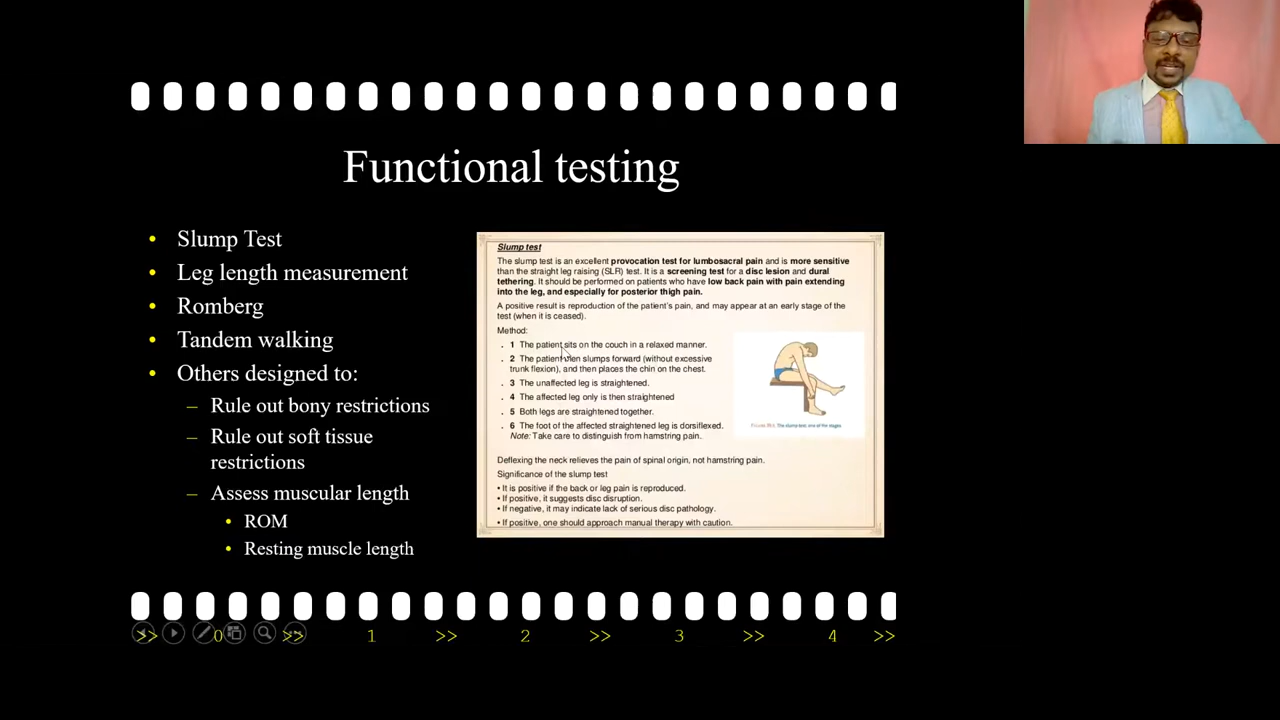 Functional testing
• Slump Test
• Leg length measurement
• Romberg
• Tandem walking
• Others designed to:
– Rule out bony restrictions
– Rule out soft tissue
restrictions
– Assess muscular length
• ROM
• Resting muscle length
Slump test
The slump test is an excellent provocation test for lumbosacral pain and is more sensitive
than the straight leg raising (SLR) test. It is a screening test for a disc lesion and dural
tethering. It should be performed on patients who have low back pain with pain extending
into the leg, and especially for posterior thigh pain.
A positive result is reproduction of the patient's pain, and may appear at an early stage of the
test (when it is ceased).
Method:
. 1 The patient sits on the couch in a relaxed manner.
. 2 The patient then slumps forward (without excessive
trunk flexion), and then places the chin on the chest.
. 3 The unaffected leg is straightened.
. 4 The affected leg only is then straightened
. 5 Both legs are straightened together.
. 6 The foot of the affected straightened leg is dorsiflexed.
Note: Take care to distinguish from hamstring pain.
The slump test: one of the stages
Deflexing the neck relieves the pain of spinal origin, not hamstring pain.
Significance of the slump test
• It is positive if the back or leg pain is reproduced.
• If positive, it suggests disc disruption.
• If negative, it may indicate lack of serious disc pathology.
• If positive, one should approach manual therapy with caution.
>> 0 >> 1 >> 2 >> 3 >> 4 >>